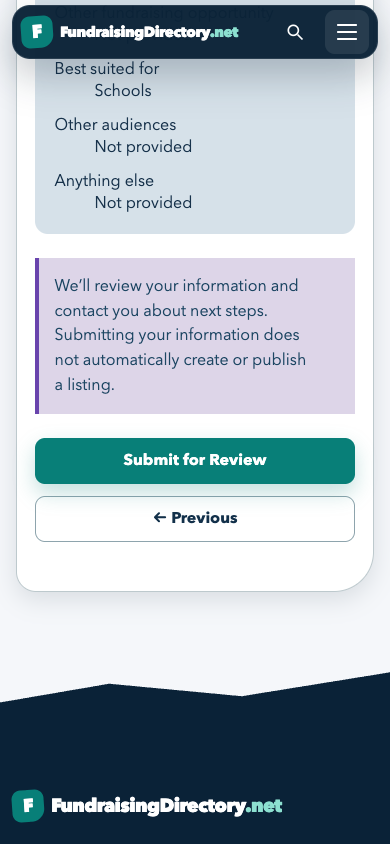 F FundraisingDirectory.net
Best suited for
Schools
Other audiences
Not provided
Anything else
Not provided
We’ll review your information and
contact you about next steps.
Submitting your information does
not automatically create or publish
a listing.
Submit for Review
← Previous
F FundraisingDirectory.net